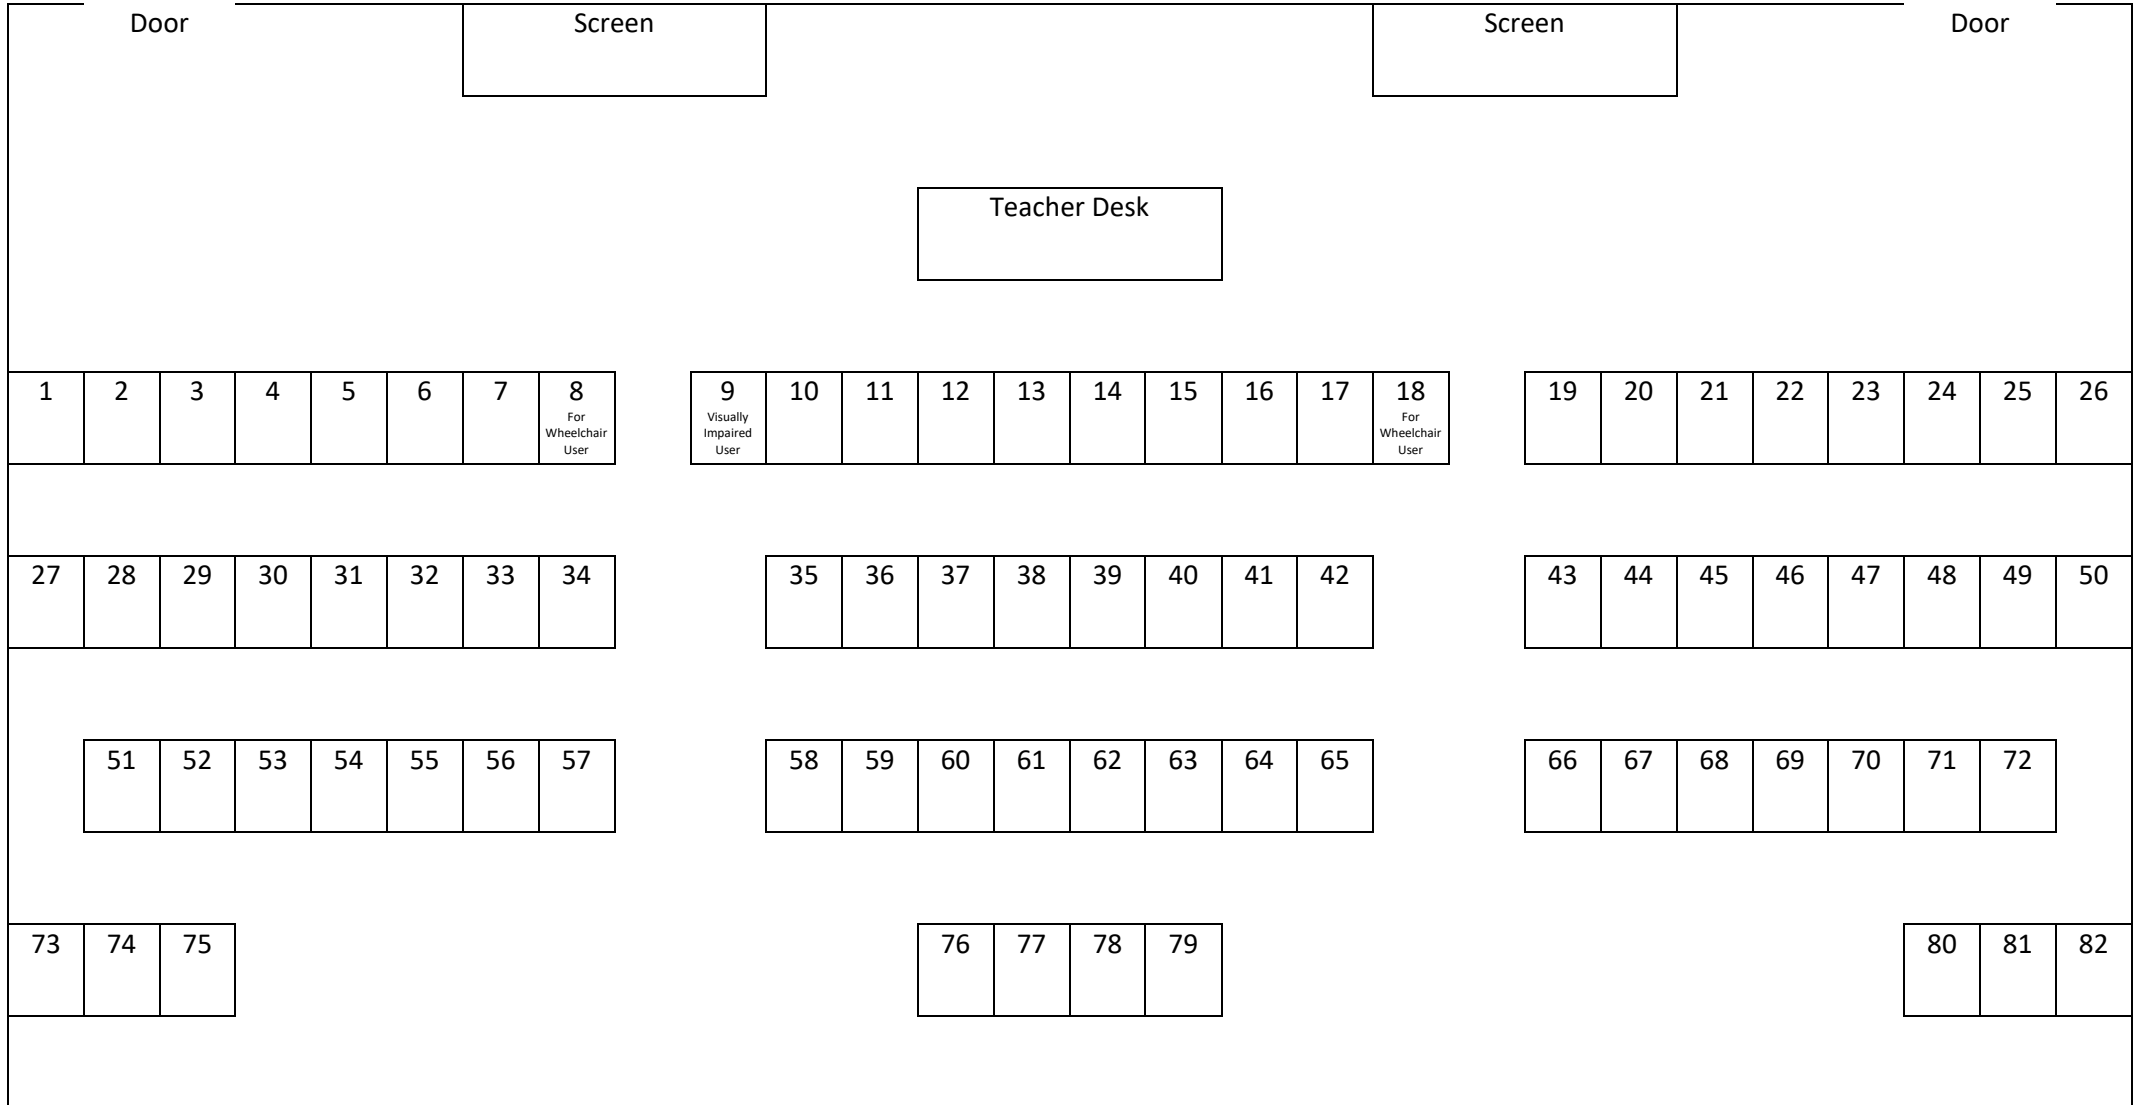 Door Screen Screen Door
Teacher Desk
1 2 3 4 5 6 7 8 9 10 11 12 13 14 15 16 17 18 19 20 21 22 23 24 25 26
For Visually For
Wheelchair Impaired Wheelchair
User User User
27 28 29 30 31 32 33 34 35 36 37 38 39 40 41 42 43 44 45 46 47 48 49 50
51 52 53 54 55 56 57 58 59 60 61 62 63 64 65 66 67 68 69 70 71 72
73 74 75 76 77 78 79 80 81 82